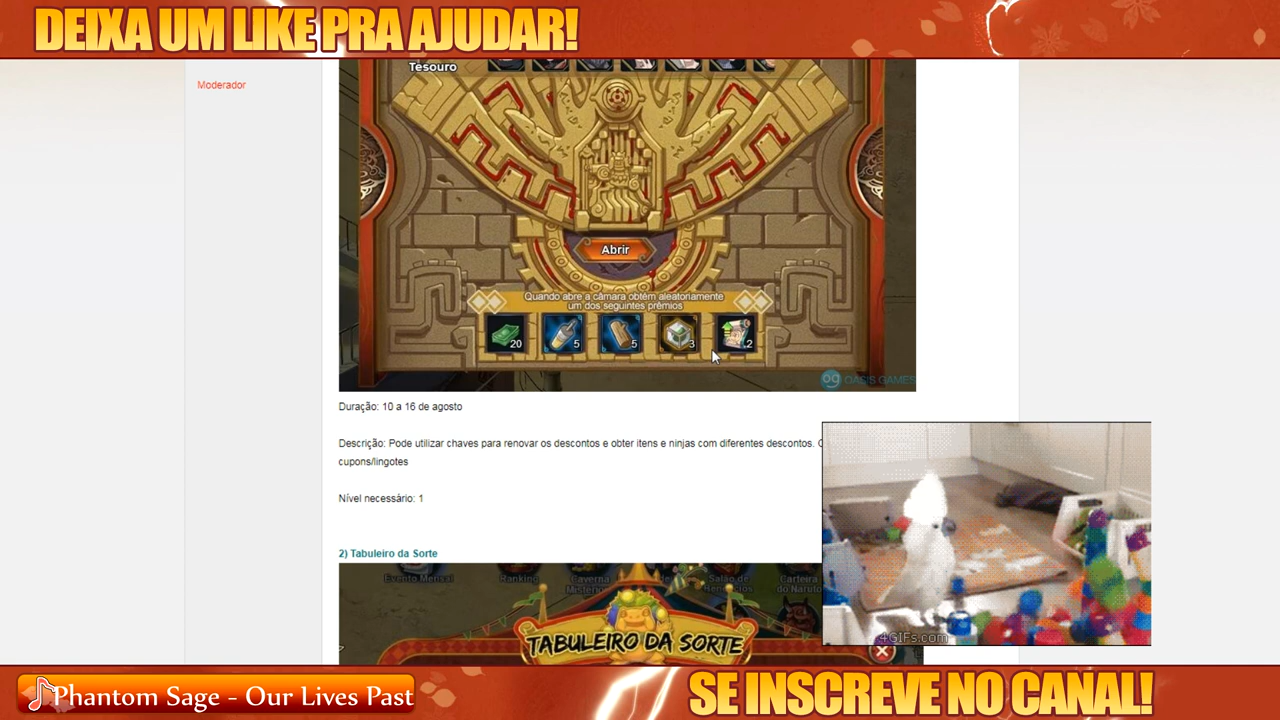 DEIXA UM LIKE PRA AJUDAR!
Tesouro
Moderador
Abrir
Quando abre a câmara obtém aleatoriamente
um dos seguintes prêmios
20
5
5
3
2
OASIS GAMES
Duração: 10 a 16 de agosto
Descrição: Pode utilizar chaves para renovar os descontos e obter itens e ninjas com diferentes descontos.
cupons/lingotes
Nível necessário: 1
2) Tabuleiro da Sorte
Evento Mensal
Ranking
Caverna
Salão de
Carteira
do Naruto
TABULEIRO DA SORTE
4GIFs.com
Phantom Sage - Our Lives Past
SE INSCREVE NO CANAL!